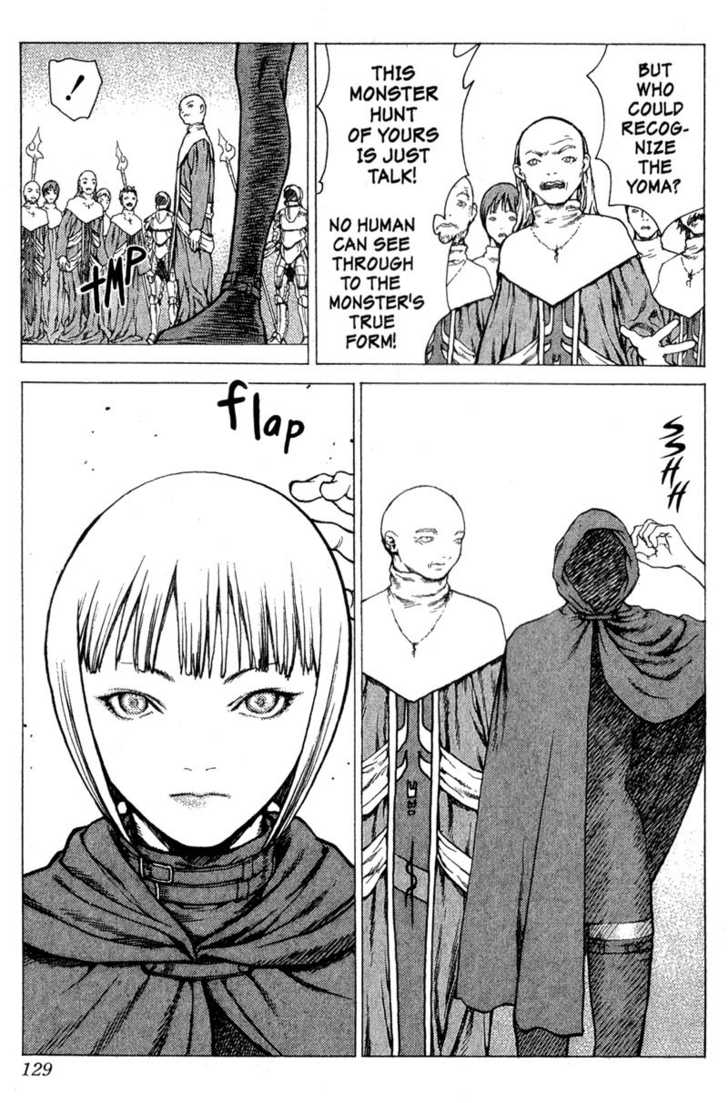 BUT
WHO
COULD
RECOG-
NIZE
THE
YOMA?
THIS
MONSTER
HUNT
OF YOURS
IS JUST
TALK!
NO HUMAN
CAN SEE
THROUGH
TO THE
MONSTER'S
TRUE
FORM!
!
TMP
SSHH
flap
129